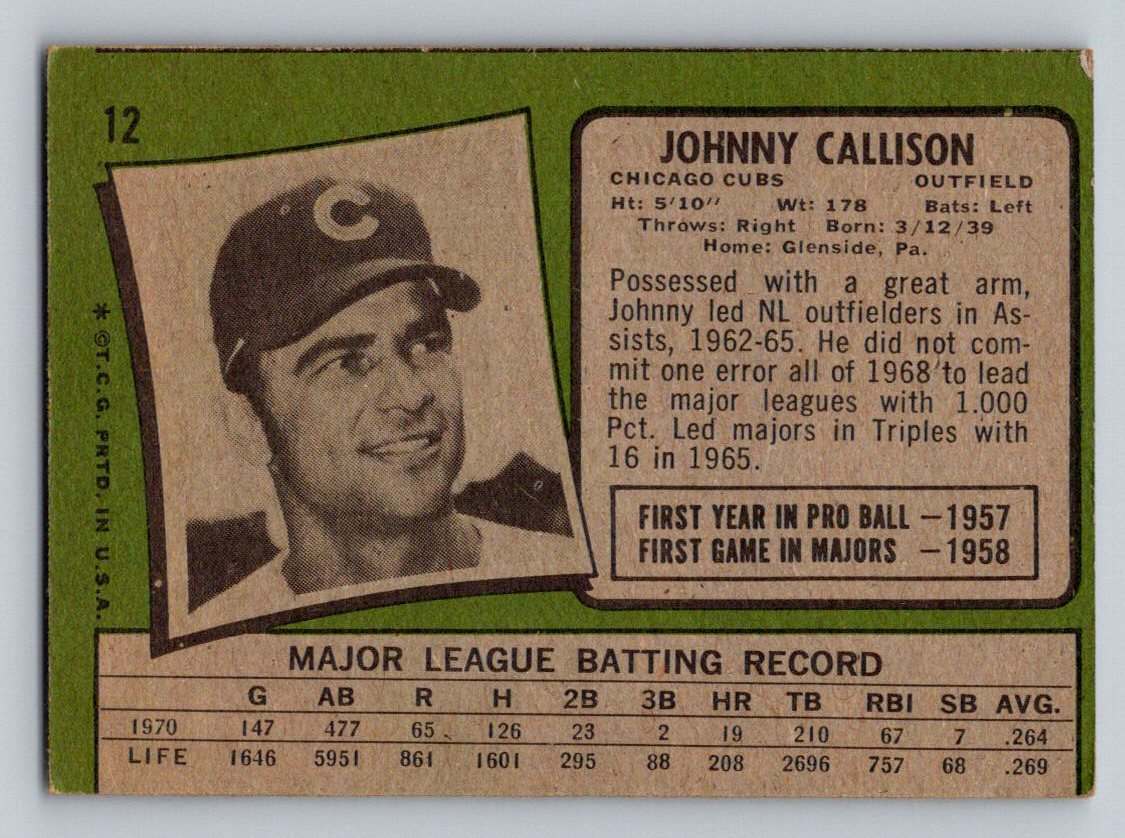 12
C
* ©T.C.G. PRTD. IN U.S.A.
JOHNNY CALLISON
CHICAGO CUBS OUTFIELD
Ht: 5'10" Wt: 178 Bats: Left
Throws: Right Born: 3/12/39
Home: Glenside, Pa.
Possessed with a great arm,
Johnny led NL outfielders in As-
sists, 1962-65. He did not com-
mit one error all of 1968 to lead
the major leagues with 1.000
Pct. Led majors in Triples with
16 in 1965.
FIRST YEAR IN PRO BALL —1957
FIRST GAME IN MAJORS —1958
MAJOR LEAGUE BATTING RECORD
G AB R H 2B 3B HR TB RBI SB AVG.
1970 147 477 65 126 23 2 19 210 67 7 .264
LIFE 1646 5951 861 1601 295 88 208 2696 757 68 .269